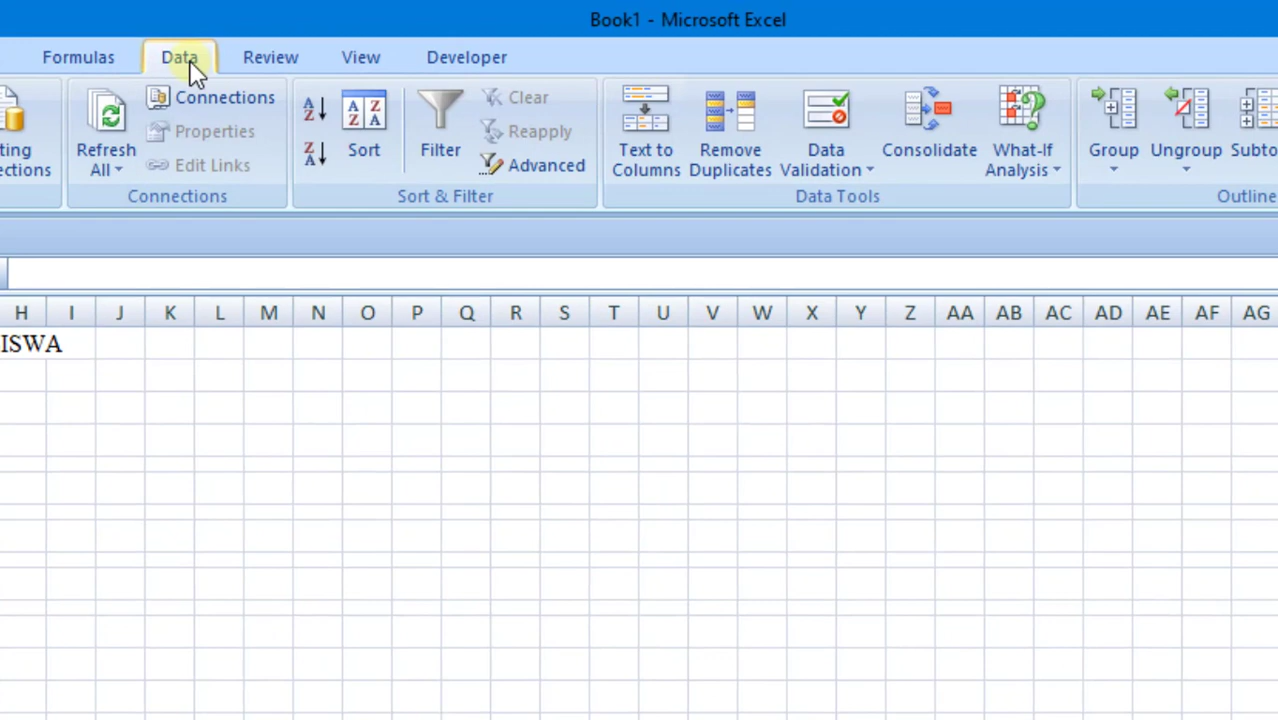 Book1 - Microsoft Excel
Formulas Data Review View Developer
Connections
Properties
Edit Links
Refresh
All
Connections
A
Z
Z
A
A Z
Z A
Sort
Filter
Clear
Reapply
Advanced
Sort & Filter
Text to
Columns
Remove
Duplicates
Data
Validation
Consolidate
What-If
Analysis
Data Tools
Group
Ungroup
Subto
Outline
ting
ections
H I J K L M N O P Q R S T U V W X Y Z AA AB AC AD AE AF AG
ISWA